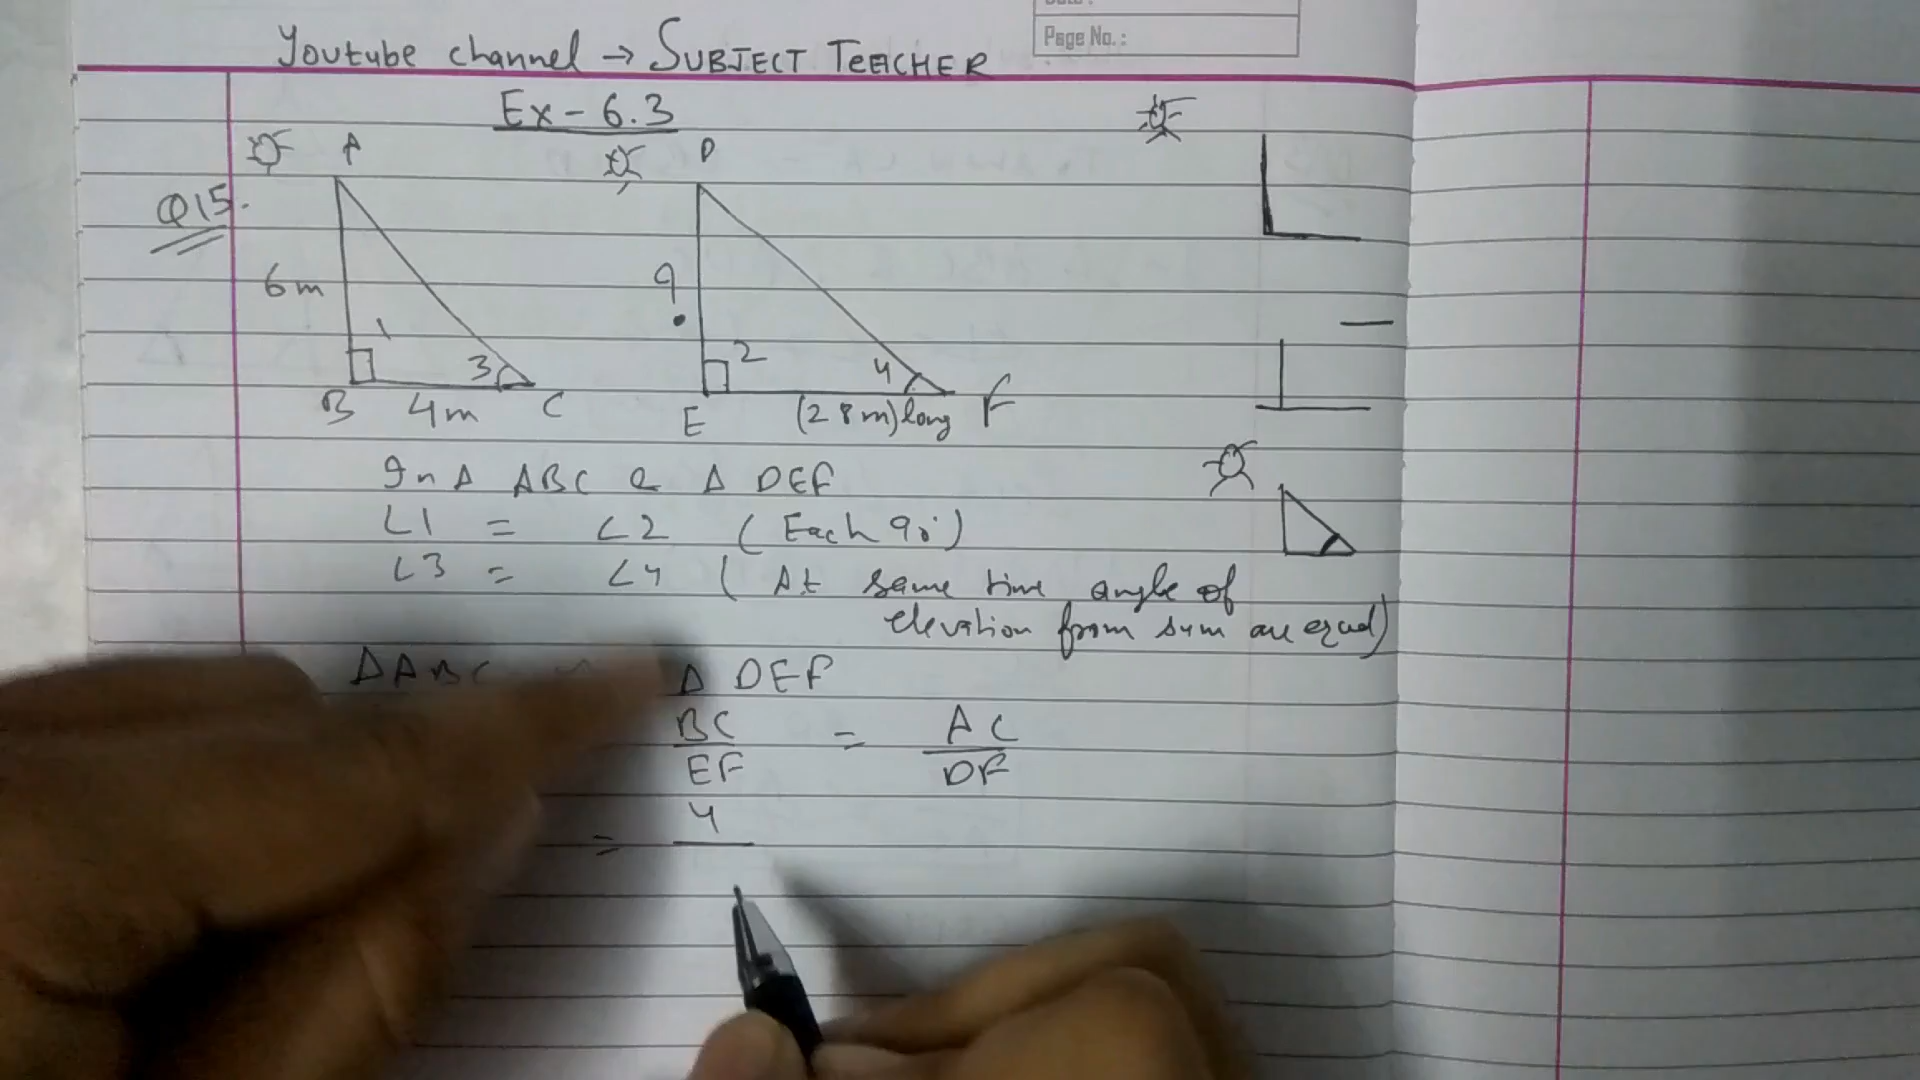 Page No.:
Youtube channel → SUBJECT TEACHER
Ex - 6.3
Q15.
A
D
6m
1
3
B
4m
C
9
2
4
E
(28m) long
F
In Δ ABC & Δ DEF
∠1 = ∠2 (Each 90°)
∠3 = ∠4 (At same time angle of
elevation from sum are equal)
ΔABC ~ Δ DEF
BC = AC
EF DF
= 4